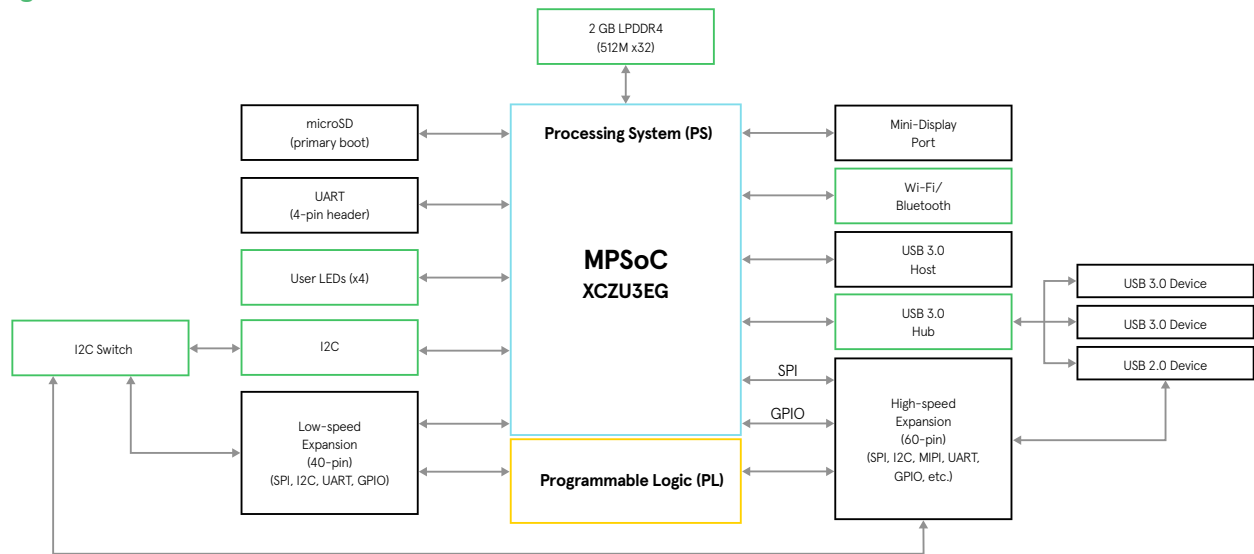 2 GB LPDDR4
(512M x32)
microSD
(primary boot)
UART
(4-pin header)
User LEDs (x4)
I2C Switch
I2C
Low-speed
Expansion
(40-pin)
(SPI, I2C, UART, GPIO)
Processing System (PS)
MPSoC
XCZU3EG
Programmable Logic (PL)
SPI
GPIO
Mini-Display
Port
Wi-Fi/
Bluetooth
USB 3.0
Host
USB 3.0
Hub
High-speed
Expansion
(60-pin)
(SPI, I2C, MIPI, UART,
GPIO, etc.)
USB 3.0 Device
USB 3.0 Device
USB 2.0 Device